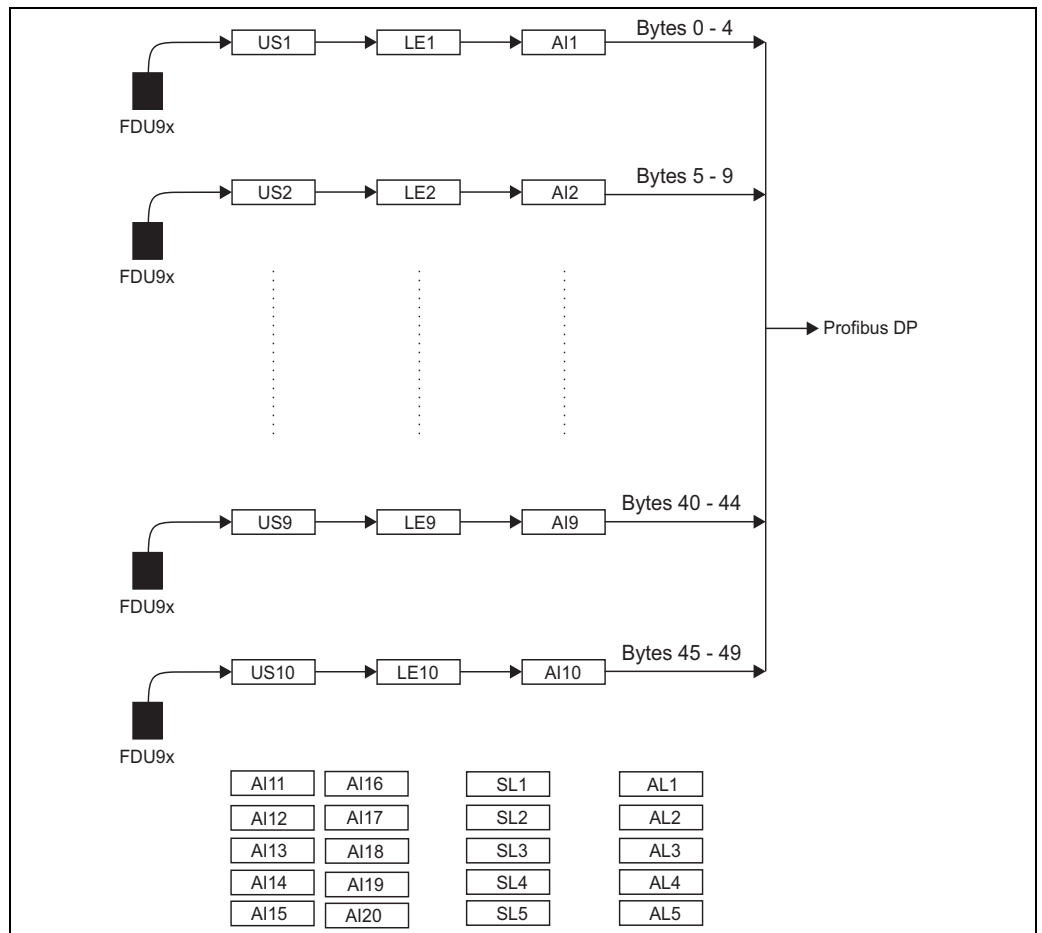 US1 LE1 AI1 Bytes 0 - 4
FDU9x
US2 LE2 AI2 Bytes 5 - 9
FDU9x
Profibus DP
US9 LE9 AI9 Bytes 40 - 44
FDU9x
US10 LE10 AI10 Bytes 45 - 49
FDU9x
AI11 AI16 SL1 AL1
AI12 AI17 SL2 AL2
AI13 AI18 SL3 AL3
AI14 AI19 SL4 AL4
AI15 AI20 SL5 AL5